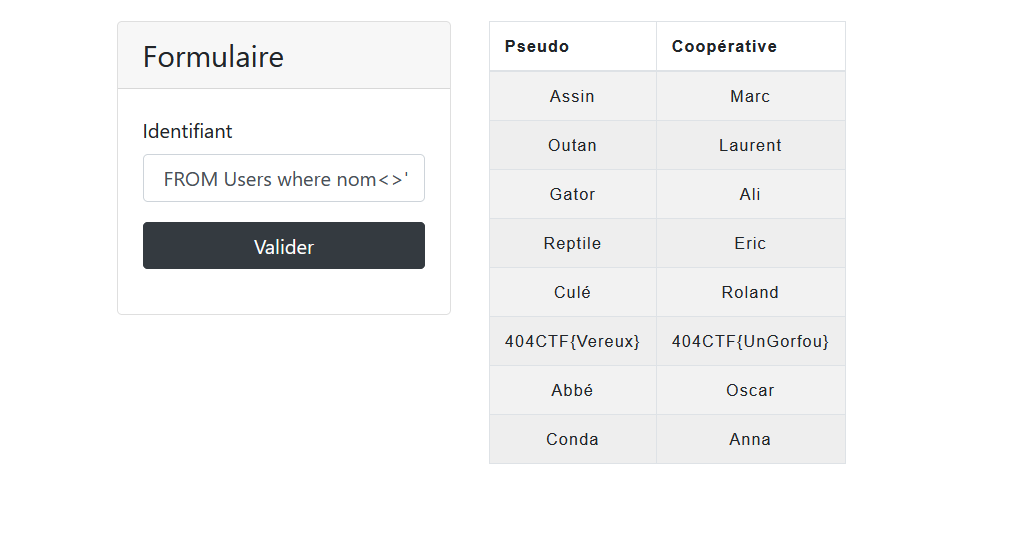 Formulaire
Identifiant
FROM Users where nom<>'
Valider
Pseudo Coopérative
Assin Marc
Outan Laurent
Gator Ali
Reptile Eric
Culé Roland
404CTF{Vereux} 404CTF{UnGorfou}
Abbé Oscar
Conda Anna